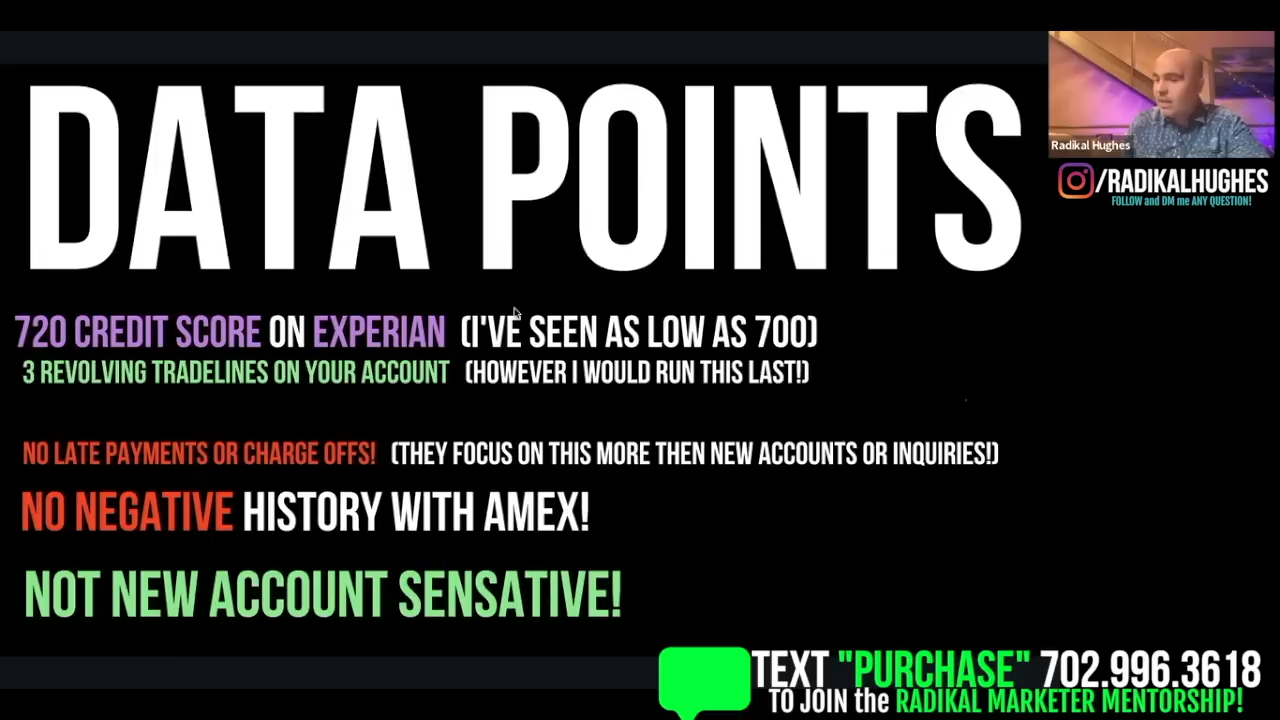 DATA POINTS
Radikal Hughes
/RADIKALHUGHES
FOLLOW and DM me ANY QUESTION!
720 CREDIT SCORE ON EXPERIAN (I'VE SEEN AS LOW AS 700)
3 REVOLVING TRADELINES ON YOUR ACCOUNT (HOWEVER I WOULD RUN THIS LAST!)
NO LATE PAYMENTS OR CHARGE OFFS! (THEY FOCUS ON THIS MORE THEN NEW ACCOUNTS OR INQUIRIES!)
NO NEGATIVE HISTORY WITH AMEX!
NOT NEW ACCOUNT SENSATIVE!
TEXT "PURCHASE" 702.996.3618
TO JOIN the RADIKAL MARKETER MENTORSHIP!